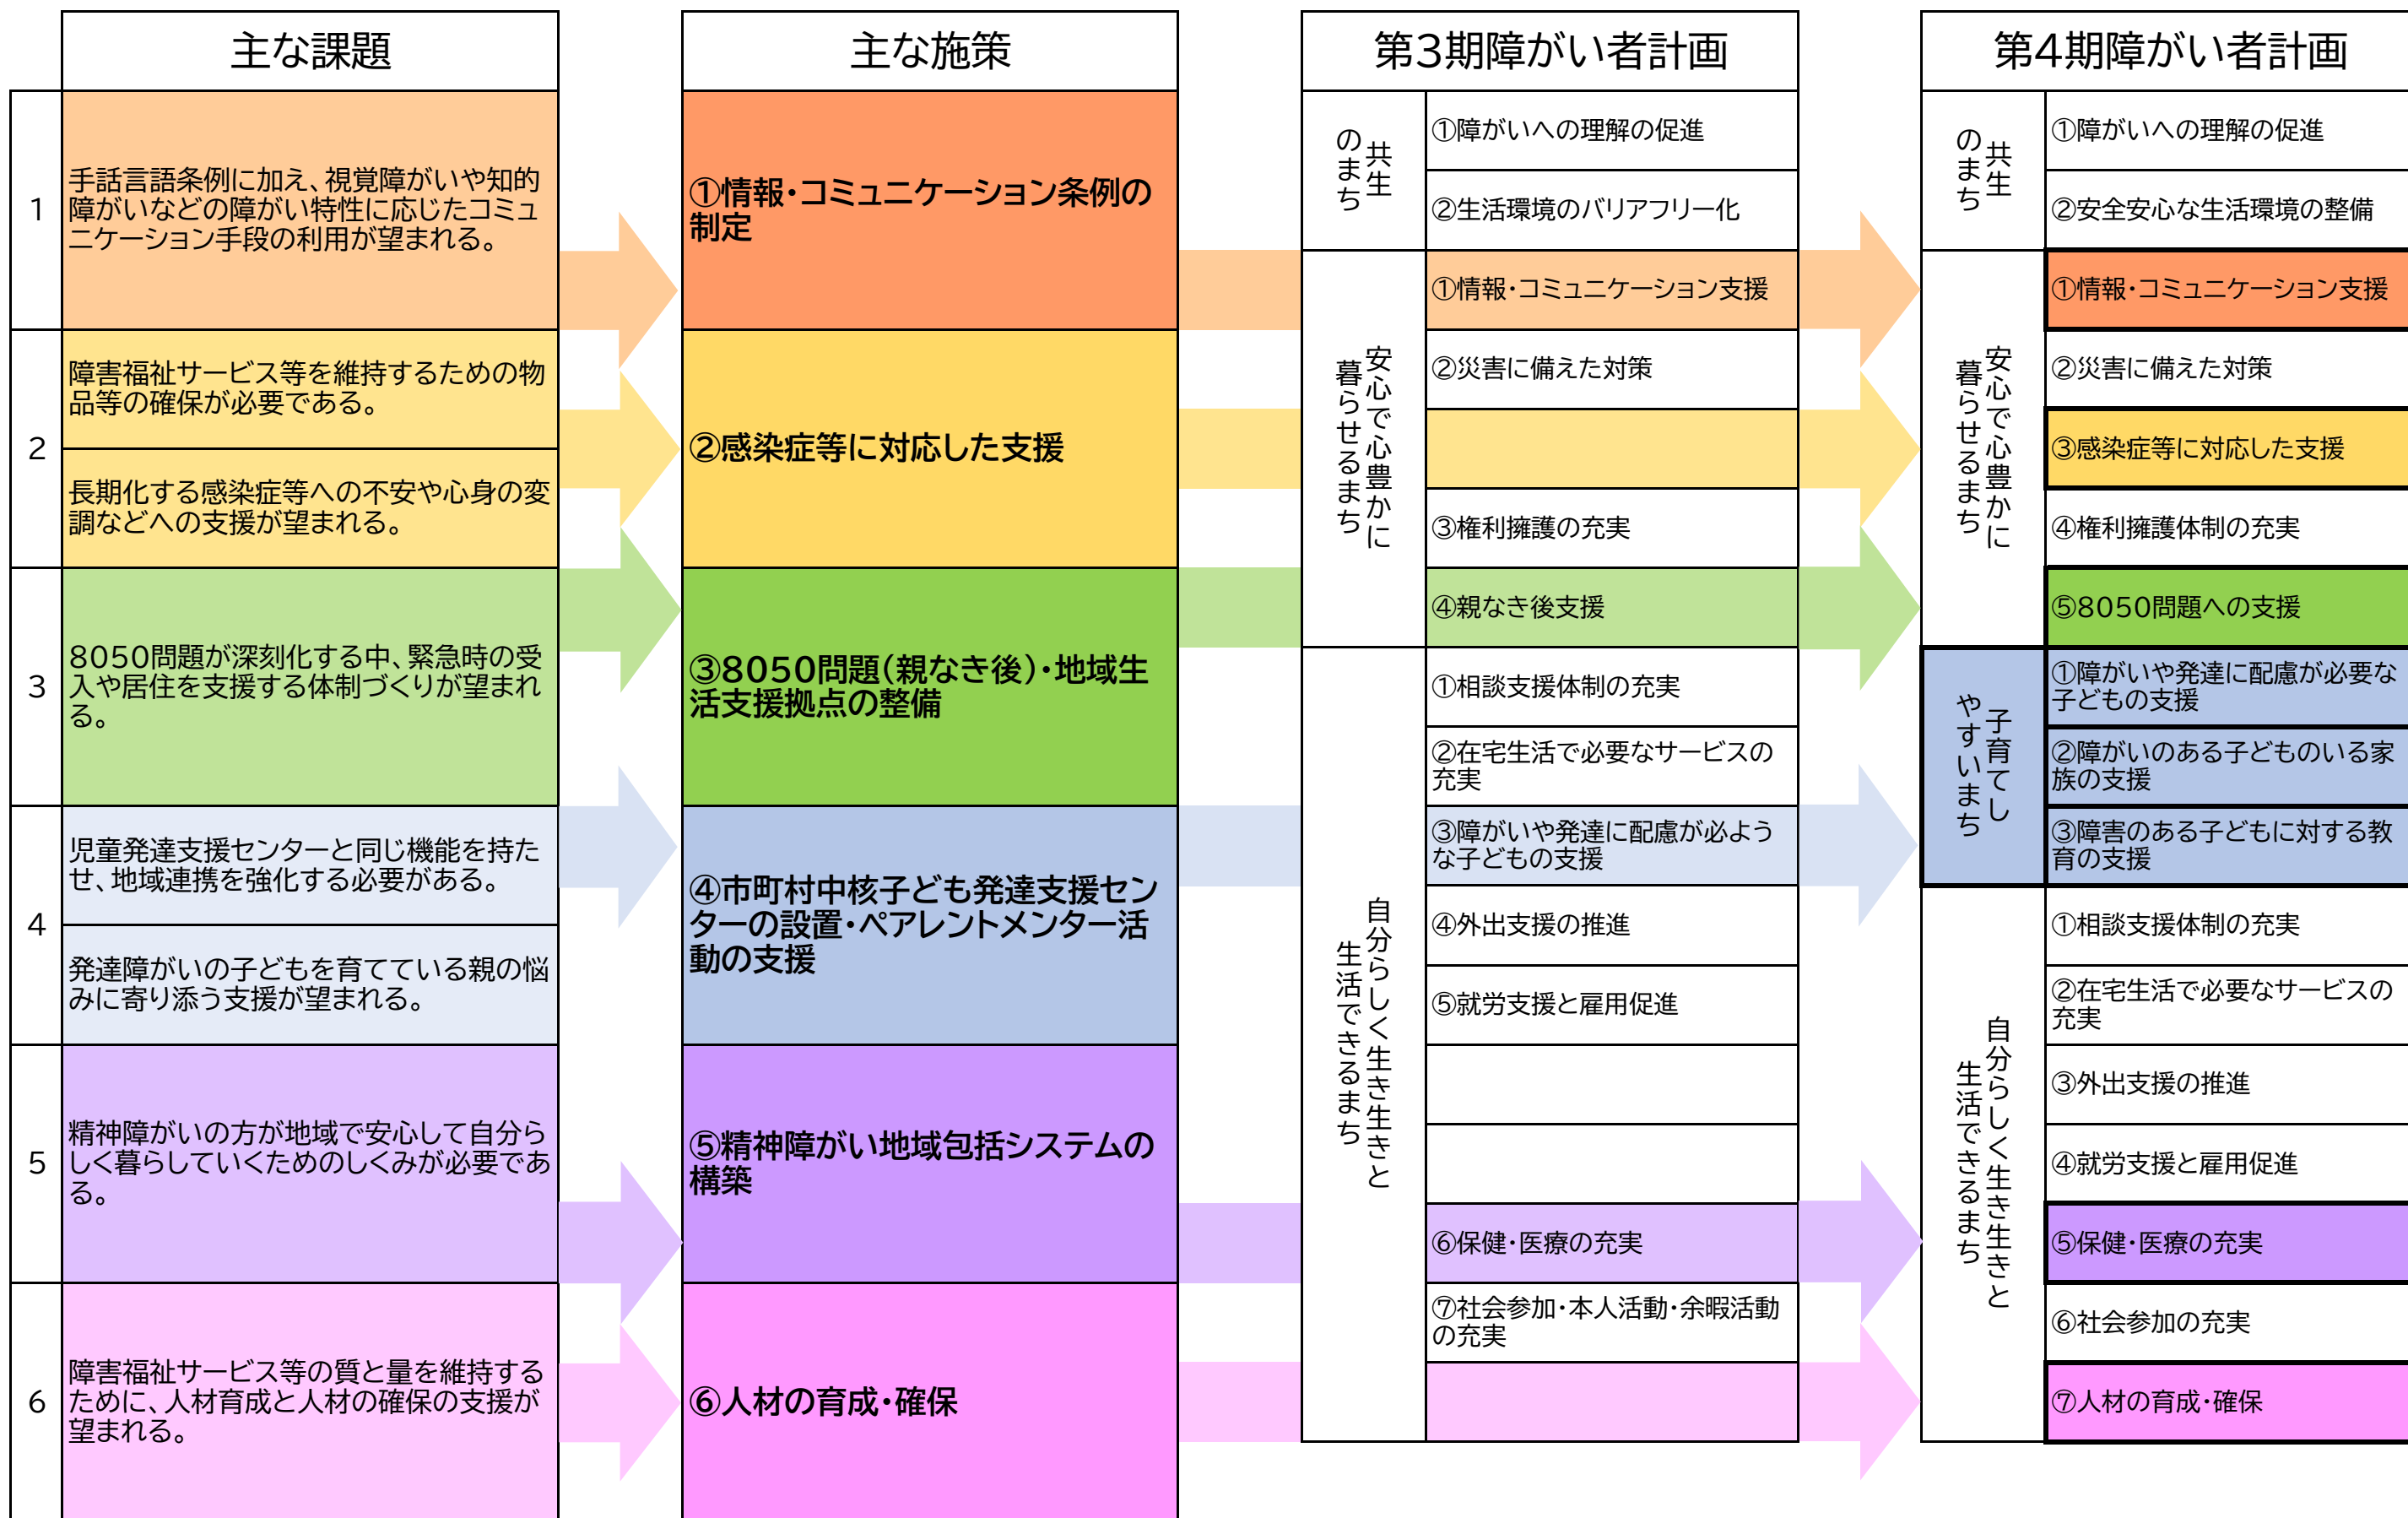 主な課題
主な施策
第3期障がい者計画
第4期障がい者計画
1
手話言語条例に加え、視覚障がいや知的
障がいなどの障がい特性に応じたコミュ
ニケーション手段の利用が望まれる。
2
障害福祉サービス等を維持するための物
品等の確保が必要である。
長期化する感染症等への不安や心身の変
調などへの支援が望まれる。
3
8050問題が深刻化する中、緊急時の受
入や居住を支援する体制づくりが望まれ
る。
4
児童発達支援センターと同じ機能を持た
せ、地域連携を強化する必要がある。
発達障がいの子どもを育てている親の悩
みに寄り添う支援が望まれる。
5
精神障がいの方が地域で安心して自分ら
しく暮らしていくためのしくみが必要であ
る。
6
障害福祉サービス等の質と量を維持する
ために、人材育成と人材の確保の支援が
望まれる。
①情報・コミュニケーション条例の
制定
②感染症等に対応した支援
③8050問題（親なき後）・地域生
活支援拠点の整備
④市町村中核子ども発達支援セン
ターの設置・ペアレントメンター活
動の支援
⑤精神障がい地域包括システムの
構築
⑥人材の育成・確保
共生
のまち
①障がいへの理解の促進
②生活環境のバリアフリー化
安心で心豊かに
暮らせるまち
①情報・コミュニケーション支援
②災害に備えた対策
③権利擁護の充実
④親なき後支援
自分らしく生き生きと
生活できるまち
①相談支援体制の充実
②在宅生活で必要なサービスの
充実
③障がいや発達に配慮が必よう
な子どもの支援
④外出支援の推進
⑤就労支援と雇用促進
⑥保健・医療の充実
⑦社会参加・本人活動・余暇活動
の充実
共生
のまち
①障がいへの理解の促進
②安全安心な生活環境の整備
安心で心豊かに
暮らせるまち
①情報・コミュニケーション支援
②災害に備えた対策
③感染症等に対応した支援
④権利擁護体制の充実
⑤8050問題への支援
子育てし
やすいまち
①障がいや発達に配慮が必要な
子どもの支援
②障がいのある子どものいる家
族の支援
③障害のある子どもに対する教
育の支援
自分らしく生き生きと
生活できるまち
①相談支援体制の充実
②在宅生活で必要なサービスの
充実
③外出支援の推進
④就労支援と雇用促進
⑤保健・医療の充実
⑥社会参加の充実
⑦人材の育成・確保